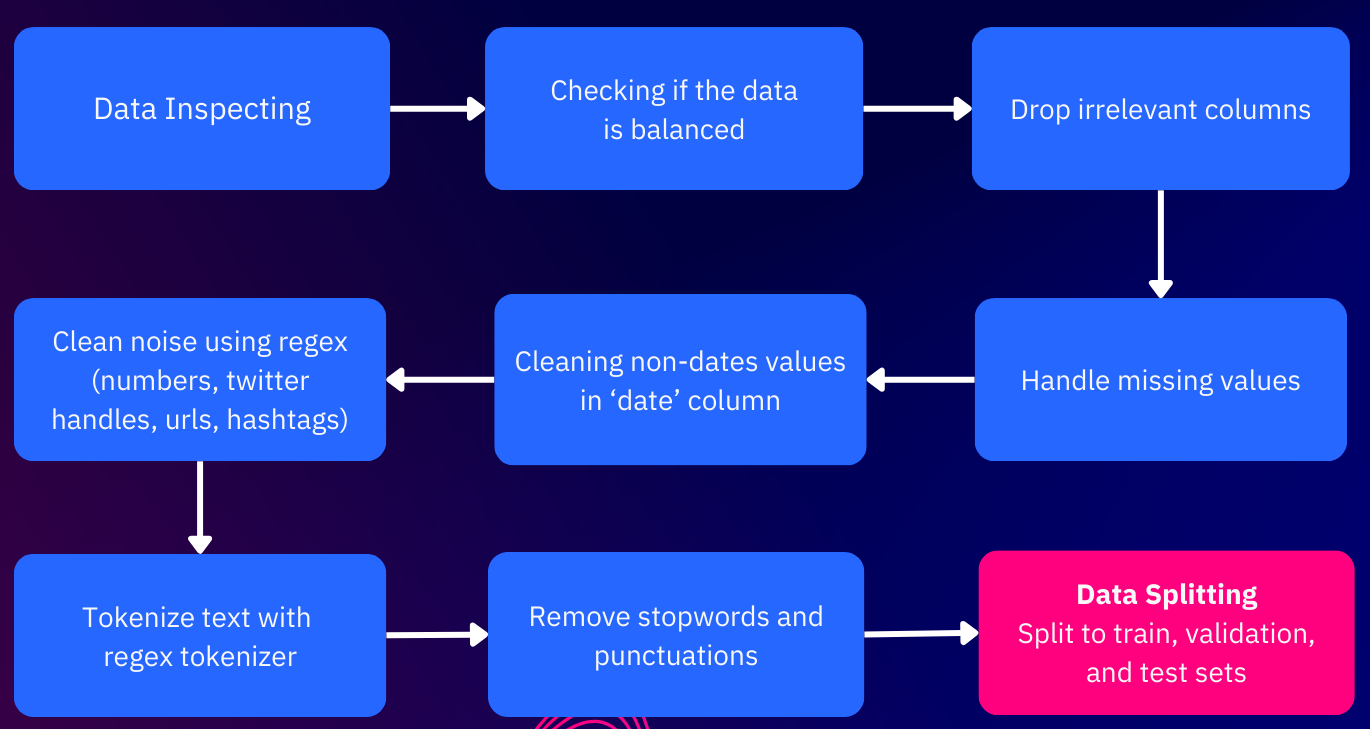 Data Inspecting
Checking if the data
is balanced
Drop irrelevant columns
Handle missing values
Cleaning non-dates values
in ‘date’ column
Clean noise using regex
(numbers, twitter
handles, urls, hashtags)
Tokenize text with
regex tokenizer
Remove stopwords and
punctuations
Data Splitting
Split to train, validation,
and test sets